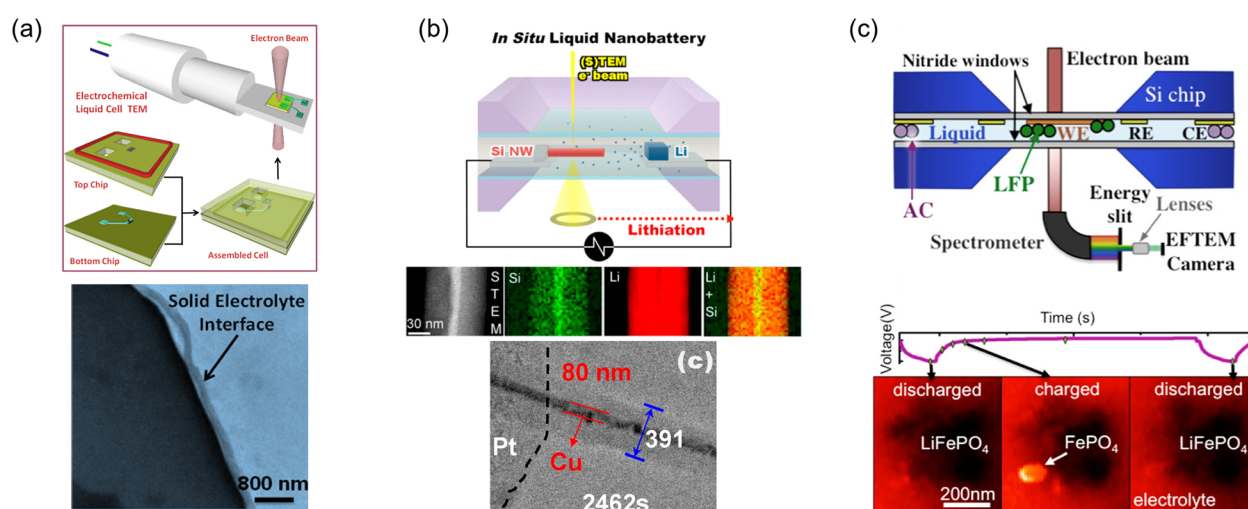 (a)
Electron Beam
Electrochemical
Liquid Cell TEM
Top Chip
Bottom Chip
Assembled Cell
Solid Electrolyte
Interface
800 nm
(b)
In Situ Liquid Nanobattery
(S)TEM
e⁻ beam
Si NW
Li
Lithiation
30 nm
STEM
Si
Li
Li
+
Si
(c)
80 nm
391
Pt
Cu
2462s
(c)
Electron beam
Nitride windows
Si chip
Liquid
WE
RE
CE
LFP
AC
Energy
slit
Lenses
Spectrometer
EFTEM
Camera
Time (s)
Voltage(V)
discharged
charged
discharged
LiFePO₄
FePO₄
LiFePO₄
200nm
electrolyte